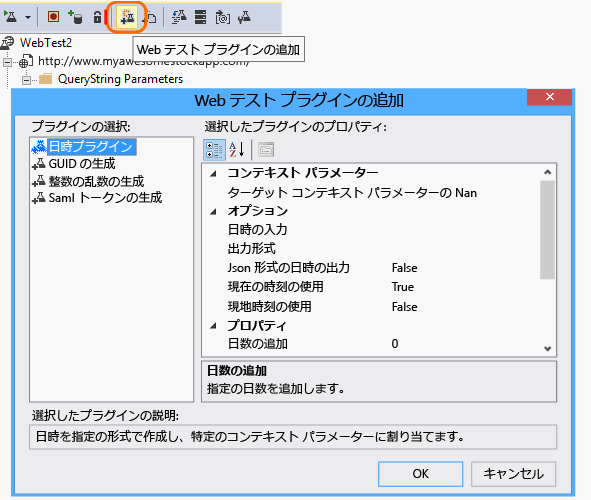 WebTest2
Web テスト プラグインの追加
http://www.myawesomestockapp.com/
QueryString Parameters
Web テスト プラグインの追加
プラグインの選択:
選択したプラグインのプロパティ:
日時プラグイン
GUID の生成
整数の乱数の生成
Saml トークンの生成
コンテキスト パラメーター
ターゲット コンテキスト パラメーターの Nan
オプション
日時の入力
出力形式
Json 形式の日時の出力 False
現在の時刻の使用 True
現地時刻の使用 False
プロパティ
日数の追加 0
日数の追加
指定の日数を追加します。
選択したプラグインの説明:
日時を指定の形式で作成し、特定のコンテキスト パラメーターに割り当てます。
OK キャンセル